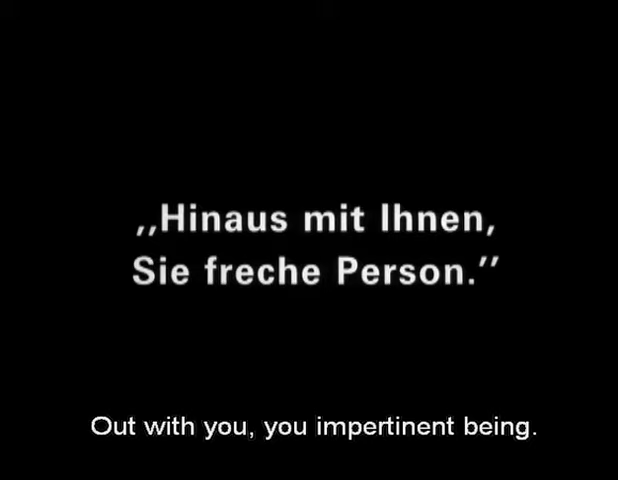 ,,Hinaus mit Ihnen,
Sie freche Person.''
Out with you, you impertinent being.